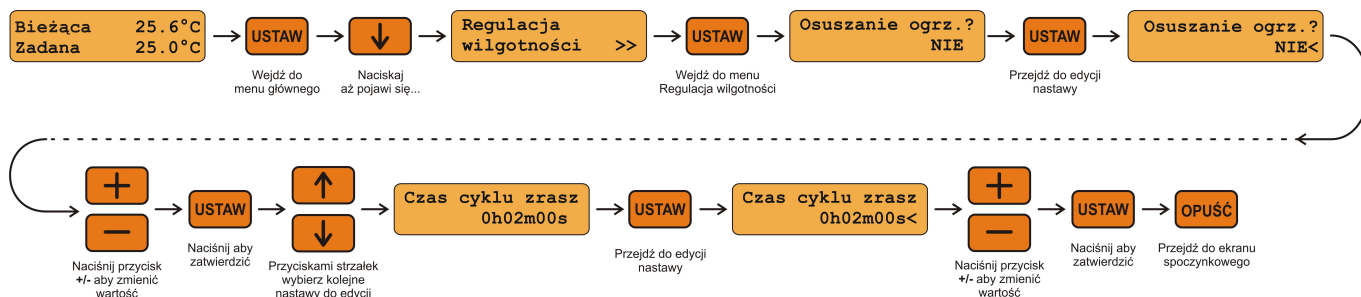 Bieżąca 25.6°C
Zadana 25.0°C
USTAW
Wejdź do
menu głównego
Naciskaj
aż pojawi się...
Regulacja
wilgotności >>
USTAW
Wejdź do menu
Regulacja wilgotności
Osuszanie ogrz.?
NIE
USTAW
Przejdź do edycji
nastawy
Osuszanie ogrz.?
NIE<
Naciśnij przycisk
+/- aby zmienić
wartość
USTAW
Naciśnij aby
zatwierdzić
Przyciskami strzałek
wybierz kolejne
nastawy do edycji
Czas cyklu zrasz
0h02m00s
USTAW
Przejdź do edycji
nastawy
Czas cyklu zrasz
0h02m00s<
Naciśnij przycisk
+/- aby zmienić
wartość
USTAW
Naciśnij aby
zatwierdzić
OPUŚĆ
Przejdź do ekranu
spoczynkowego